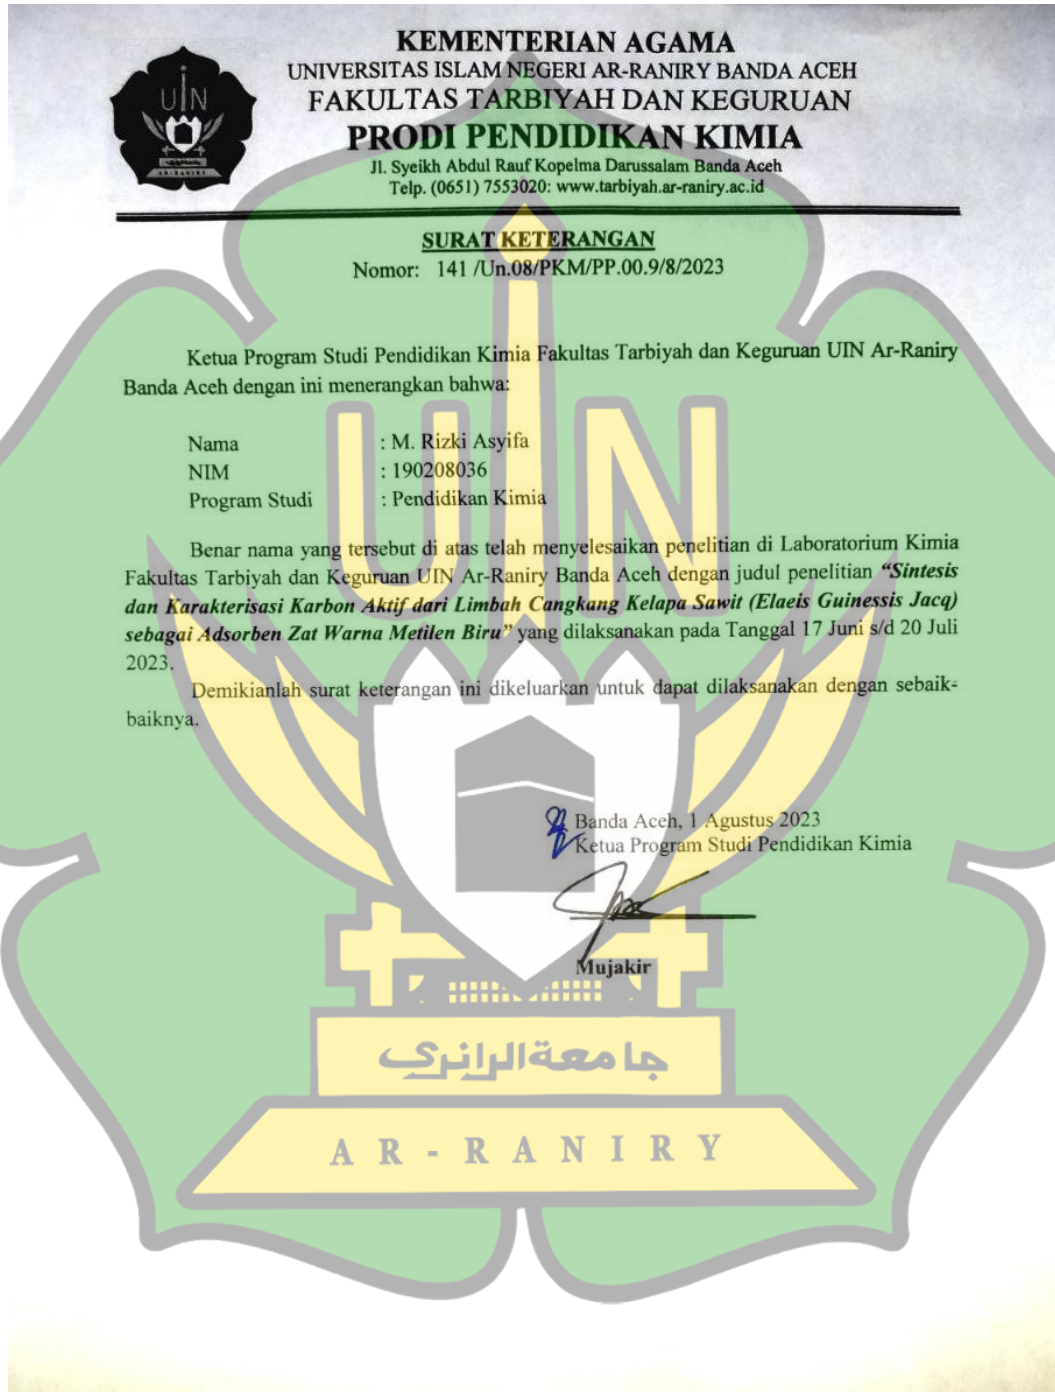 KEMENTERIAN AGAMA
UNIVERSITAS ISLAM NEGERI AR-RANIRY BANDA ACEH
FAKULTAS TARBIYAH DAN KEGURUAN
PRODI PENDIDIKAN KIMIA
Jl. Syeikh Abdul Rauf Kopelma Darussalam Banda Aceh
Telp. (0651) 7553020: www.tarbiyah.ar-raniry.ac.id
UIN
AR-RANIRY
SURAT KETERANGAN
Nomor: 141 /Un.08/PKM/PP.00.9/8/2023
Ketua Program Studi Pendidikan Kimia Fakultas Tarbiyah dan Keguruan UIN Ar-Raniry
Banda Aceh dengan ini menerangkan bahwa:
Nama : M. Rizki Asyifa
NIM : 190208036
Program Studi : Pendidikan Kimia
Benar nama yang tersebut di atas telah menyelesaikan penelitian di Laboratorium Kimia
Fakultas Tarbiyah dan Keguruan UIN Ar-Raniry Banda Aceh dengan judul penelitian “Sintesis
dan Karakterisasi Karbon Aktif dari Limbah Cangkang Kelapa Sawit (Elaeis Guinessis Jacq)
sebagai Adsorben Zat Warna Metilen Biru” yang dilaksanakan pada Tanggal 17 Juni s/d 20 Juli
2023.
Demikianlah surat keterangan ini dikeluarkan untuk dapat dilaksanakan dengan sebaik-
baiknya.
Banda Aceh, 1 Agustus 2023
Ketua Program Studi Pendidikan Kimia
Mujakir
UIN
جامعة الرانري
AR-RANIRY